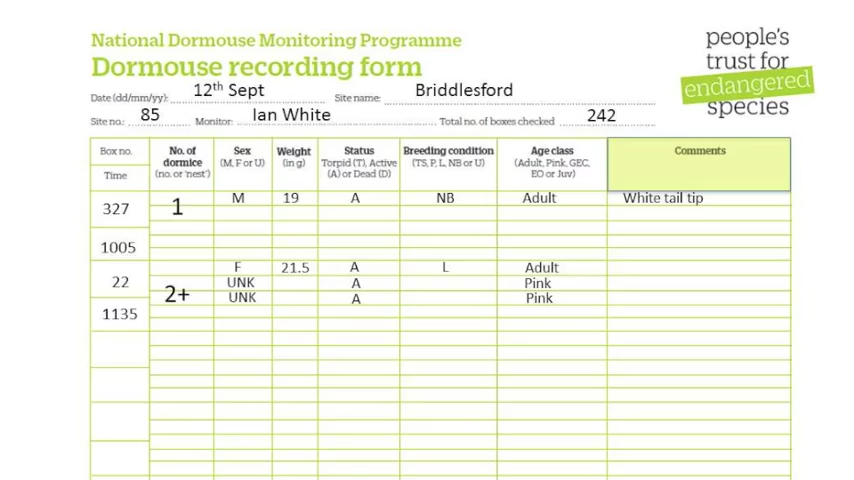 National Dormouse Monitoring Programme
Dormouse recording form
people's trust for endangered species
Date (dd/mm/yy): 12th Sept Site name: Briddlesford
Site no.: 85 Monitor: Ian White Total no. of boxes checked 242
Box no. No. of dormice (no. or 'nest') Sex (M, F or U) Weight (in g) Status Torpid (T), Active (A) or Dead (D) Breeding condition (TS, P, L, NB or U) Age class (Adult, Pink, GEC, EO or Juv) Comments
Time
327 1 M 19 A NB Adult White tail tip
1005
22 2+ F 21.5 A L Adult
UNK A Pink
UNK A Pink
1135